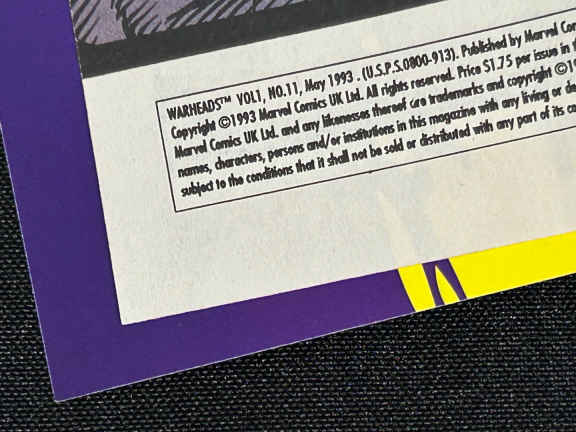 WARHEADS™ VOL1, NO.11, May 1993 . (U.S.P.S.0800-913). Published by Marvel
Copyright ©1993 Marvel Comics UK Ltd. All rights reserved. Price $1.75 per issue in
Marvel Comics UK Ltd. and any likenesses thereof are trademarks and copyright ©
names, characters, persons and/or institutions in this magazine with any living or
subject to the conditions that it shall not be sold or distributed with any part of its